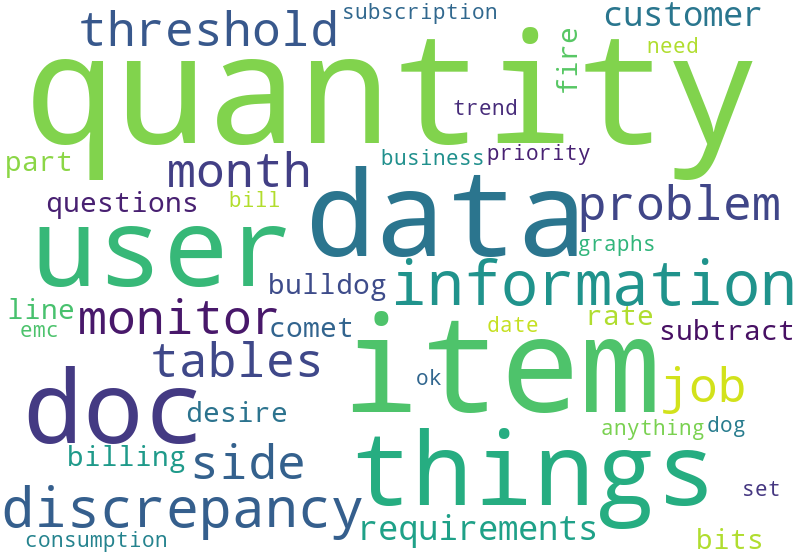 subscription
customer
threshold
fire
need
quantity
trend
part
month
business
priority
data
problem
questions
bill
user
graphs
bulldog
information
line
monitor
emc
comet
date
rate
subtract
item
tables
doc
ok
job
desire
anything
dog
things
billing
side
set
discrepancy
requirements
consumption
bits